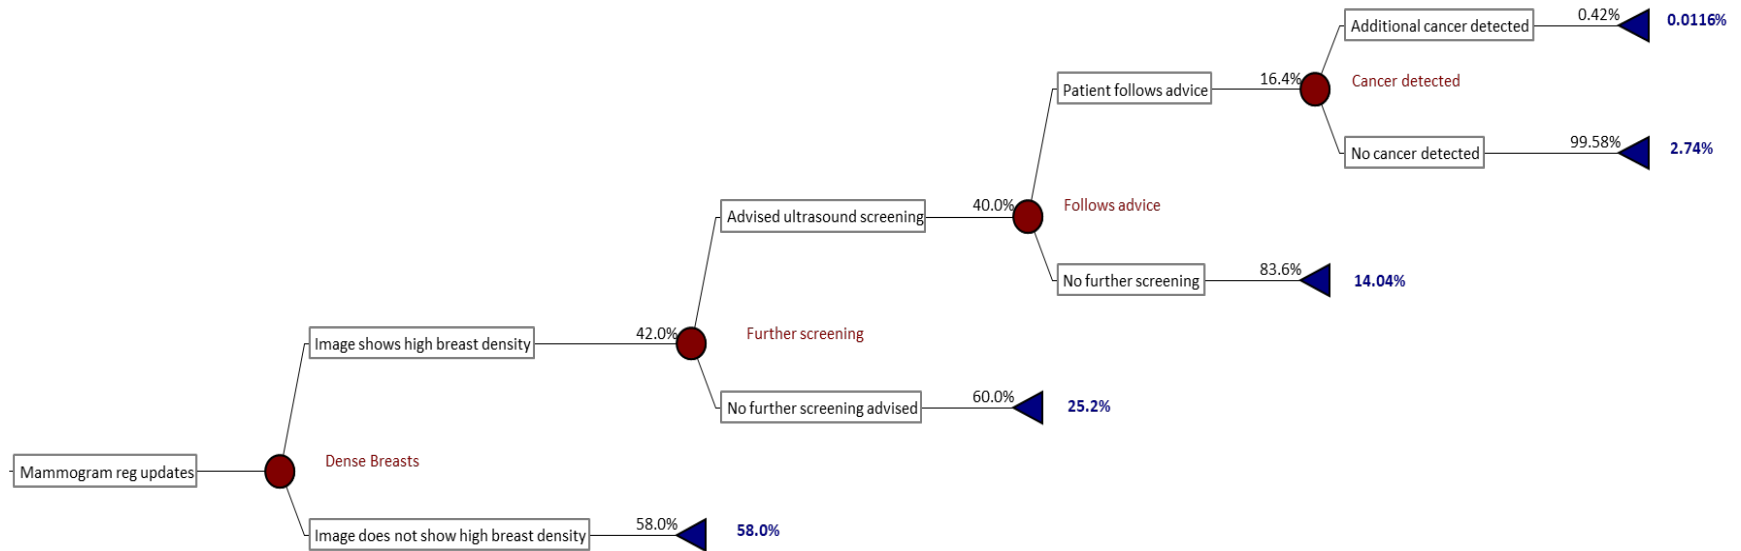 Additional cancer detected
0.42%
0.0116%
Patient follows advice
16.4%
Cancer detected
No cancer detected
99.58%
2.74%
Advised ultrasound screening
40.0%
Follows advice
No further screening
83.6%
14.04%
Image shows high breast density
42.0%
Further screening
No further screening advised
60.0%
25.2%
Mammogram reg updates
Dense Breasts
Image does not show high breast density
58.0%
58.0%